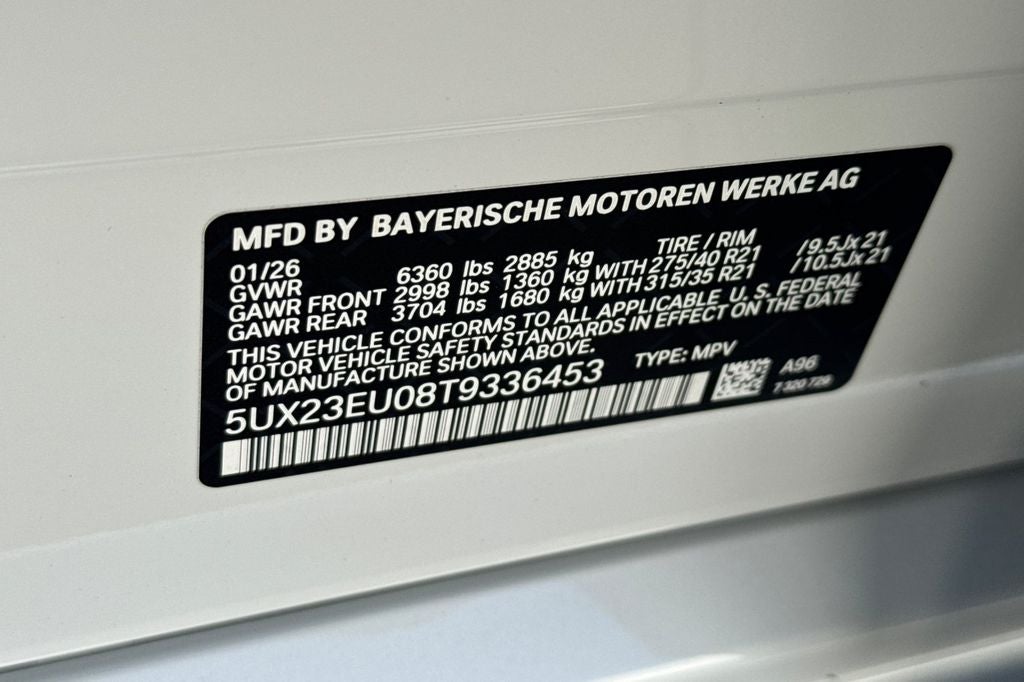 MFD BY BAYERISCHE MOTOREN WERKE AG
01/26 TIRE / RIM
GVWR 6360 lbs 2885 kg
GAWR FRONT 2998 lbs 1360 kg WITH 275/40 R21 /9.5Jx21
GAWR REAR 3704 lbs 1680 kg WITH 315/35 R21 /10.5Jx21
THIS VEHICLE CONFORMS TO ALL APPLICABLE U. S. FEDERAL
MOTOR VEHICLE SAFETY STANDARDS IN EFFECT ON THE DATE
OF MANUFACTURE SHOWN ABOVE.
TYPE: MPV
5UX23EU08T9336453
A96
7 320 726